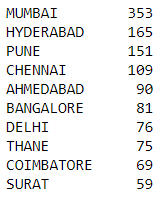 MUMBAI 353
HYDERABAD 165
PUNE 151
CHENNAI 109
AHMEDABAD 90
BANGALORE 81
DELHI 76
THANE 75
COIMBATORE 69
SURAT 59